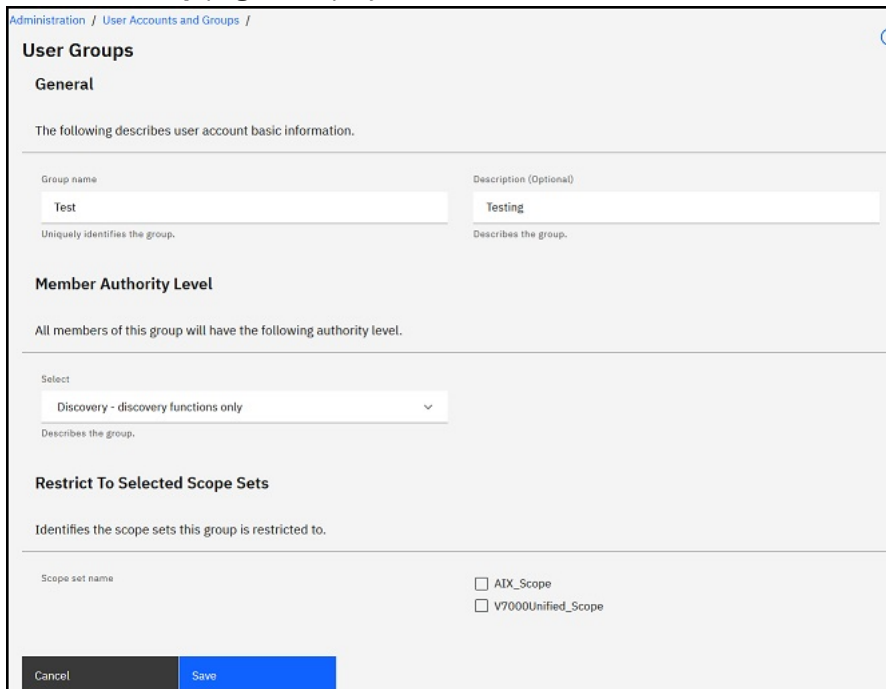 Administration / User Accounts and Groups /
User Groups
General
The following describes user account basic information.
Group name
Description (Optional)
Test
Testing
Uniquely identifies the group.
Describes the group.
Member Authority Level
All members of this group will have the following authority level.
Select
Discovery - discovery functions only
Describes the group.
Restrict To Selected Scope Sets
Identifies the scope sets this group is restricted to.
Scope set name
AIX_Scope
V7000Unified_Scope
Cancel
Save